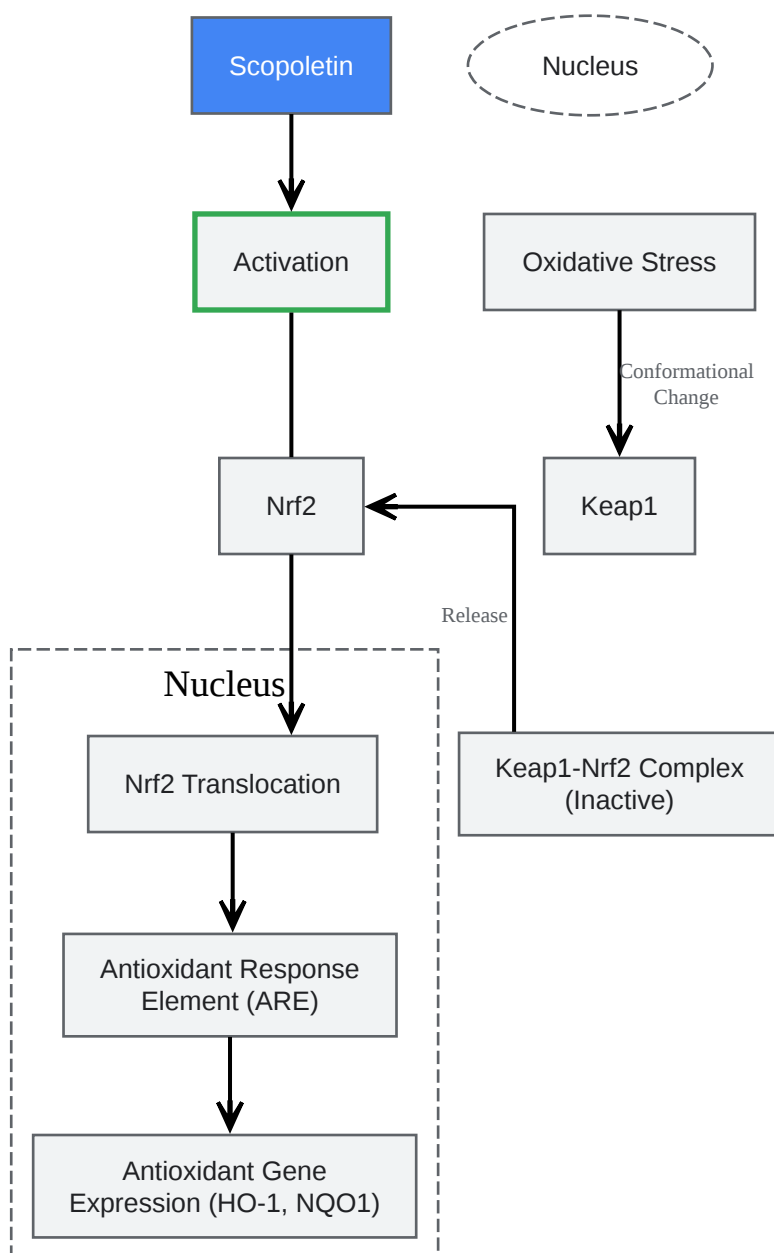 Scopoletin
Nucleus
Activation
Oxidative Stress
Conformational
Change
Nrf2
Keap1
Release
Nucleus
Nrf2 Translocation
Keap1-Nrf2 Complex
(Inactive)
Antioxidant Response
Element (ARE)
Antioxidant Gene
Expression (HO-1, NQO1)